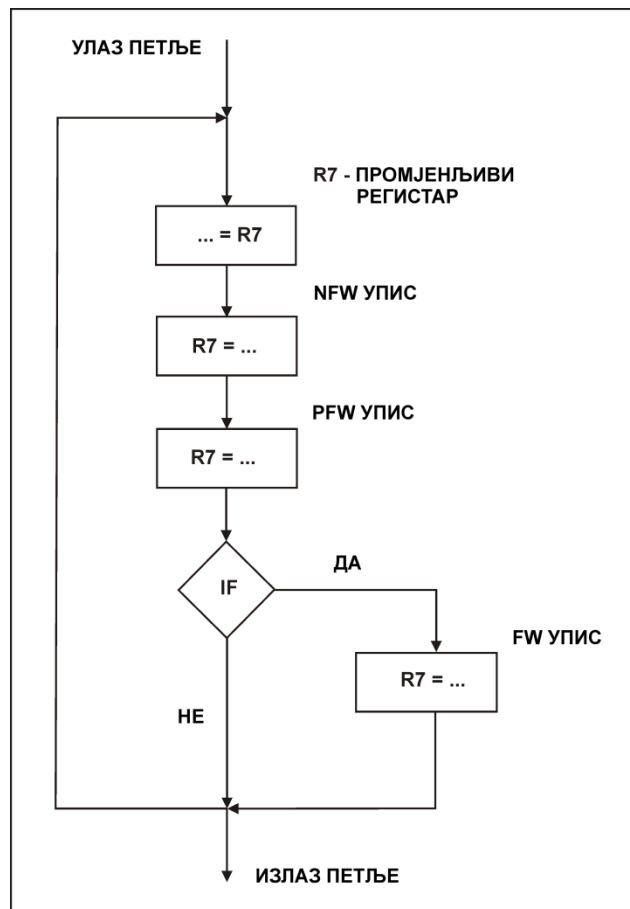 УЛАЗ ПЕТЉЕ
R7 - ПРОМЈЕНЉИВИ
РЕГИСТАР
... = R7
NFW УПИС
R7 = ...
PFW УПИС
R7 = ...
IF
ДА
FW УПИС
R7 = ...
НЕ
ИЗЛАЗ ПЕТЉЕ